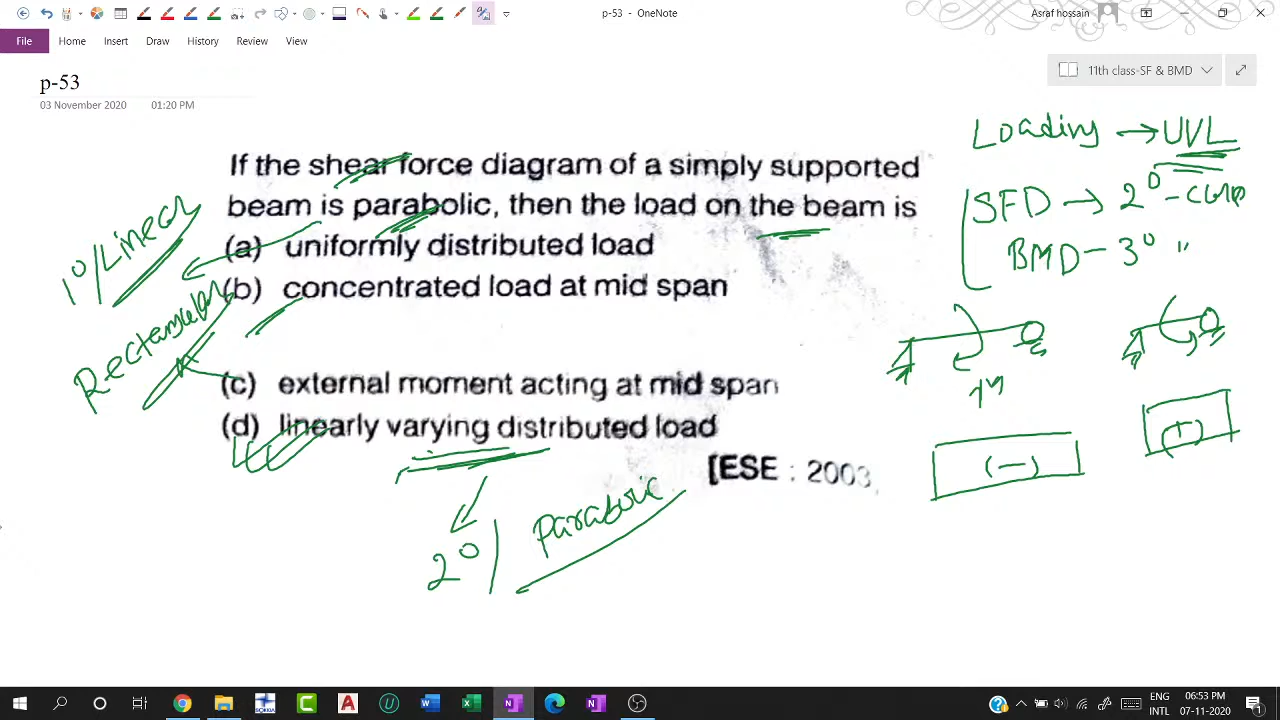 p-53 - OneNote
Asraf hossain
File Home Insert Draw History Review View
p-53
11th class-SF & BMD
03 November 2020 01:20 PM
Loading → UVL
If the shear force diagram of a simply supported
beam is parabolic, then the load on the beam is
(a) uniformly distributed load
(b) concentrated load at mid span
(c) external moment acting at mid span
(d) linearly varying distributed load
[ESE : 2003
SFD → 2° -
BMD - 3° "
1°/Linear
Rectangular
(-)
(+)
2° | parabolic
ENG
06:53 PM
INTL
07-11-2020